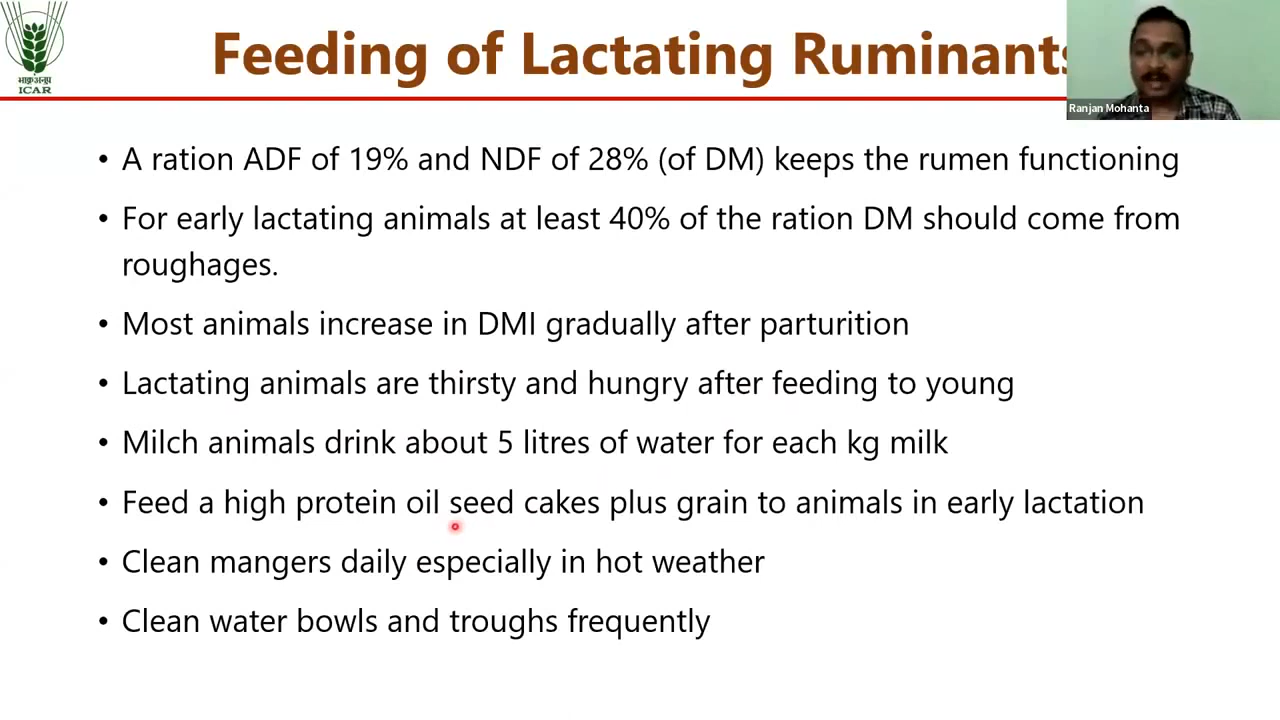 Feeding of Lactating Ruminants
Ranjan Mohanta
भाकृअनुप
ICAR
• A ration ADF of 19% and NDF of 28% (of DM) keeps the rumen functioning
• For early lactating animals at least 40% of the ration DM should come from
roughages.
• Most animals increase in DMI gradually after parturition
• Lactating animals are thirsty and hungry after feeding to young
• Milch animals drink about 5 litres of water for each kg milk
• Feed a high protein oil seed cakes plus grain to animals in early lactation
• Clean mangers daily especially in hot weather
• Clean water bowls and troughs frequently